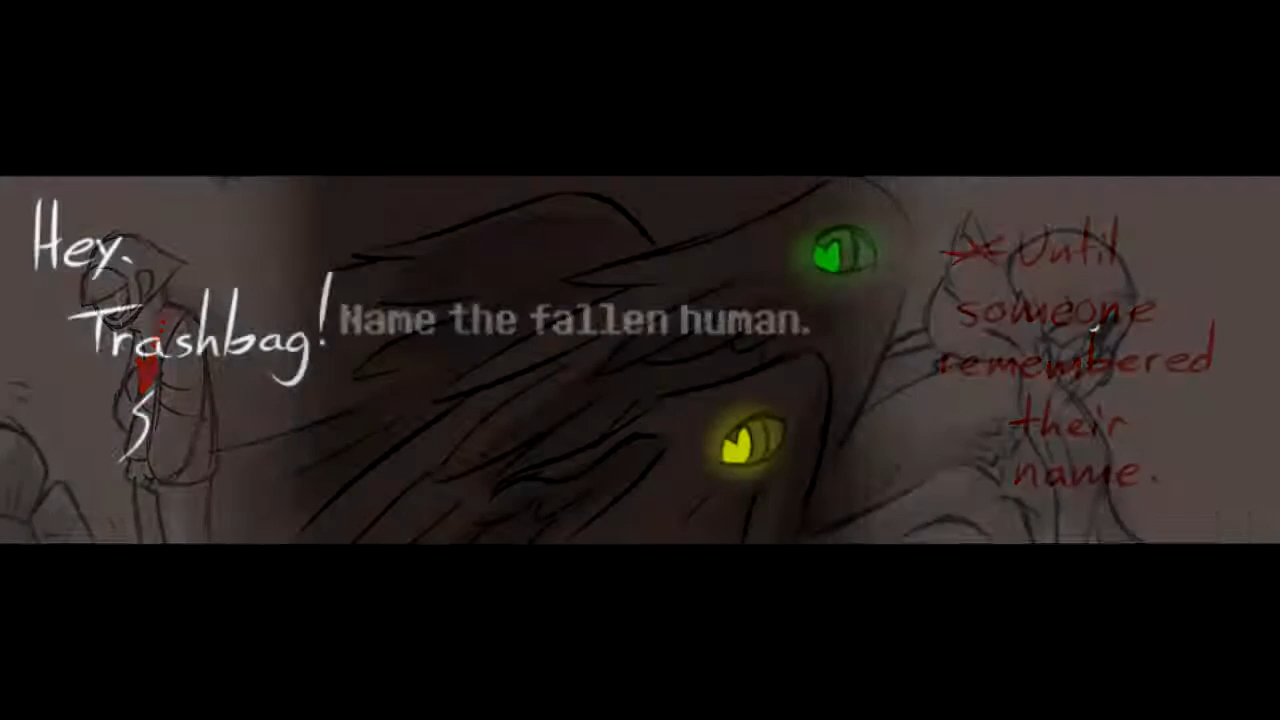 Hey.
Trashbag!
Name the fallen human.
* Until
someone
remembered
their
name.